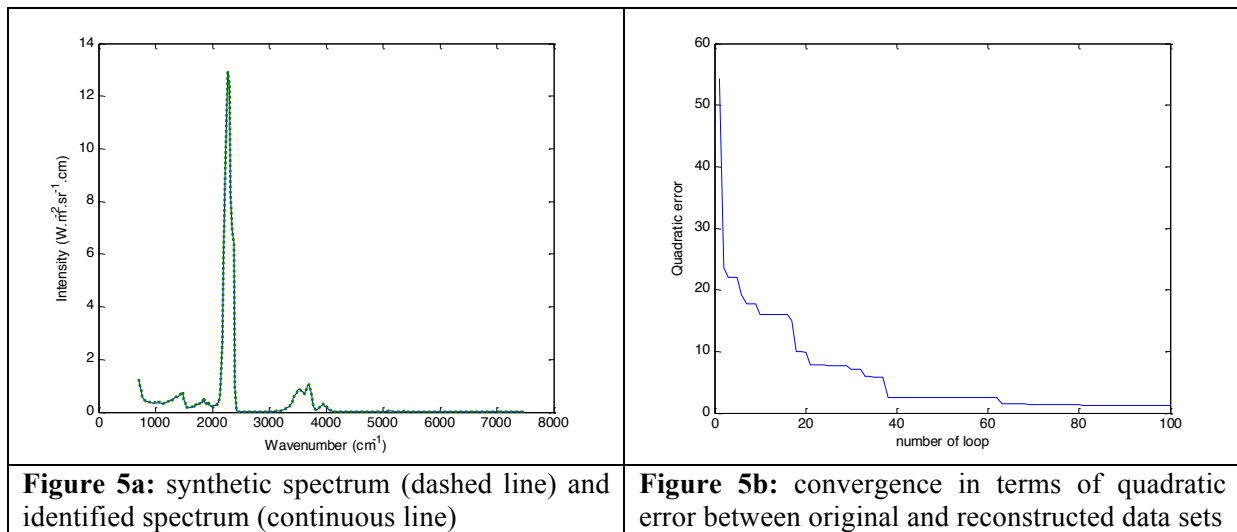 14
12
10
8
6
4
2
0
Intensity (W.m².sr⁻¹.cm)
0 1000 2000 3000 4000 5000 6000 7000 8000
Wavenumber (cm⁻¹)
60
50
40
30
20
10
0
Quadratic error
0 20 40 60 80 100
number of loop
Figure 5a: synthetic spectrum (dashed line) and
identified spectrum (continuous line)
Figure 5b: convergence in terms of quadratic
error between original and reconstructed data sets